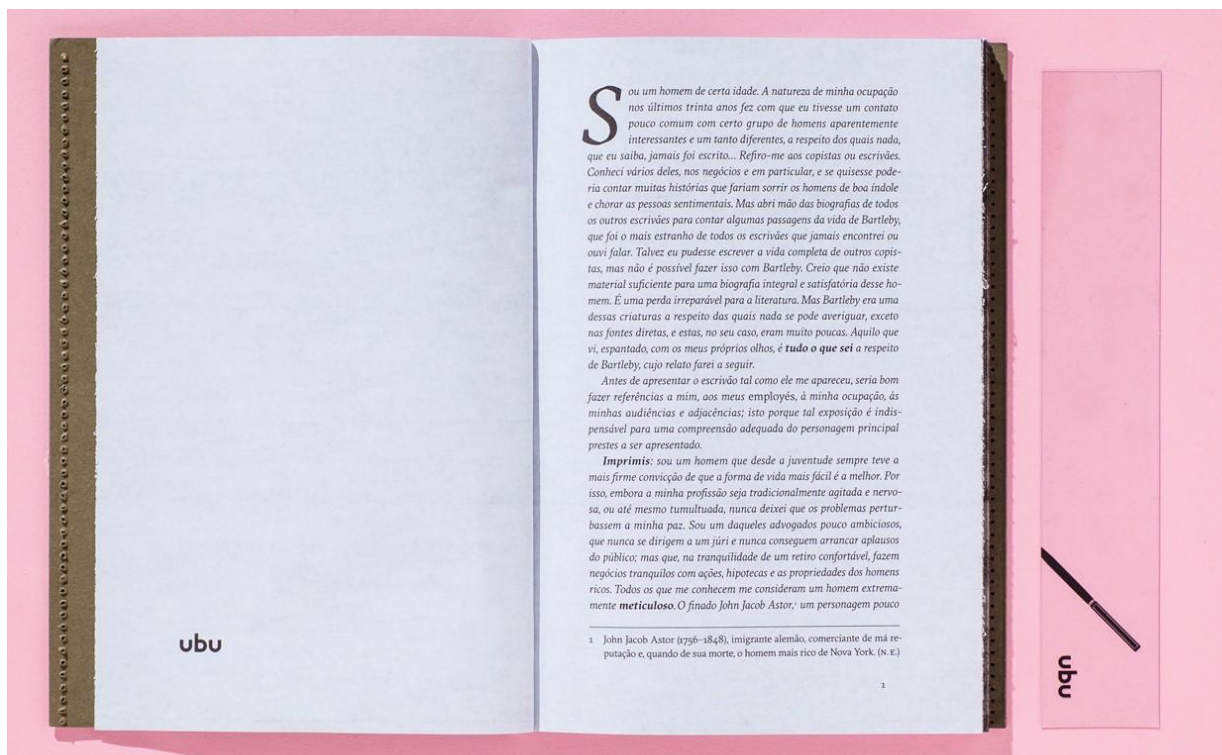 ubu
Sou um homem de certa idade. A natureza de minha ocupação
nos últimos trinta anos fez com que eu tivesse um contato
pouco comum com certo grupo de homens aparentemente
interessantes e um tanto diferentes, a respeito dos quais nada,
que eu saiba, jamais foi escrito... Refiro-me aos copistas ou escrivães.
Conheci vários deles, nos negócios e em particular, e se quisesse pode-
ria contar muitas histórias que fariam sorrir os homens de boa índole
e chorar as pessoas sentimentais. Mas abri mão das biografias de todos
os outros escrivães para contar algumas passagens da vida de Bartleby,
que foi o mais estranho de todos os escrivães que jamais encontrei ou
ouvi falar. Talvez eu pudesse escrever a vida completa de outros copis-
tas, mas não é possível fazer isso com Bartleby. Creio que não existe
material suficiente para uma biografia integral e satisfatória desse ho-
mem. É uma perda irreparável para a literatura. Mas Bartleby era uma
dessas criaturas a respeito das quais nada se pode averiguar, exceto
nas fontes diretas, e estas, no seu caso, eram muito poucas. Aquilo que
vi, espantado, com os meus próprios olhos, é tudo o que sei a respeito
de Bartleby, cujo relato farei a seguir.
Antes de apresentar o escrivão tal como ele me apareceu, seria bom
fazer referências a mim, aos meus employés, à minha ocupação, às
minhas audiências e adjacências; isto porque tal exposição é indis-
pensável para uma compreensão adequada do personagem principal
prestes a ser apresentado.
Imprimis: sou um homem que desde a juventude sempre teve a
mais firme convicção de que a forma de vida mais fácil é a melhor. Por
isso, embora a minha profissão seja tradicionalmente agitada e nervo-
sa, ou até mesmo tumultuada, nunca deixei que os problemas pertur-
bassem a minha paz. Sou um daqueles advogados pouco ambiciosos,
que nunca se dirigem a um júri e nunca conseguem arrancar aplausos
do público; mas que, na tranquilidade de um retiro confortável, fazem
negócios tranquilos com ações, hipotecas e as propriedades dos homens
ricos. Todos os que me conhecem me consideram um homem extrema-
mente meticuloso. O finado John Jacob Astor,¹ um personagem pouco
1 John Jacob Astor (1756–1848), imigrante alemão, comerciante de má re-
putação e, quando de sua morte, o homem mais rico de Nova York. (N. E.)
1
ubu